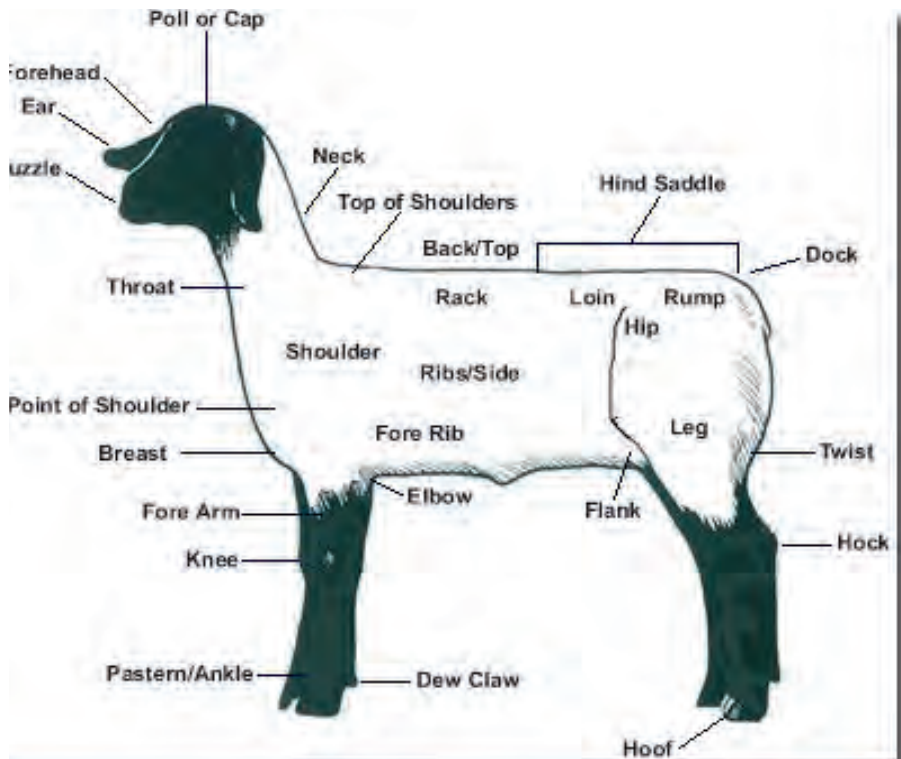 Poll or Cap
Forehead
Ear
uzzle
Neck
Top of Shoulders
Hind Saddle
Back/Top
Dock
Throat
Rack
Loin
Rump
Hip
Shoulder
Ribs/Side
Point of Shoulder
Fore Rib
Leg
Breast
Twist
Elbow
Fore Arm
Flank
Knee
Hock
Pastern/Ankle
Dew Claw
Hoof